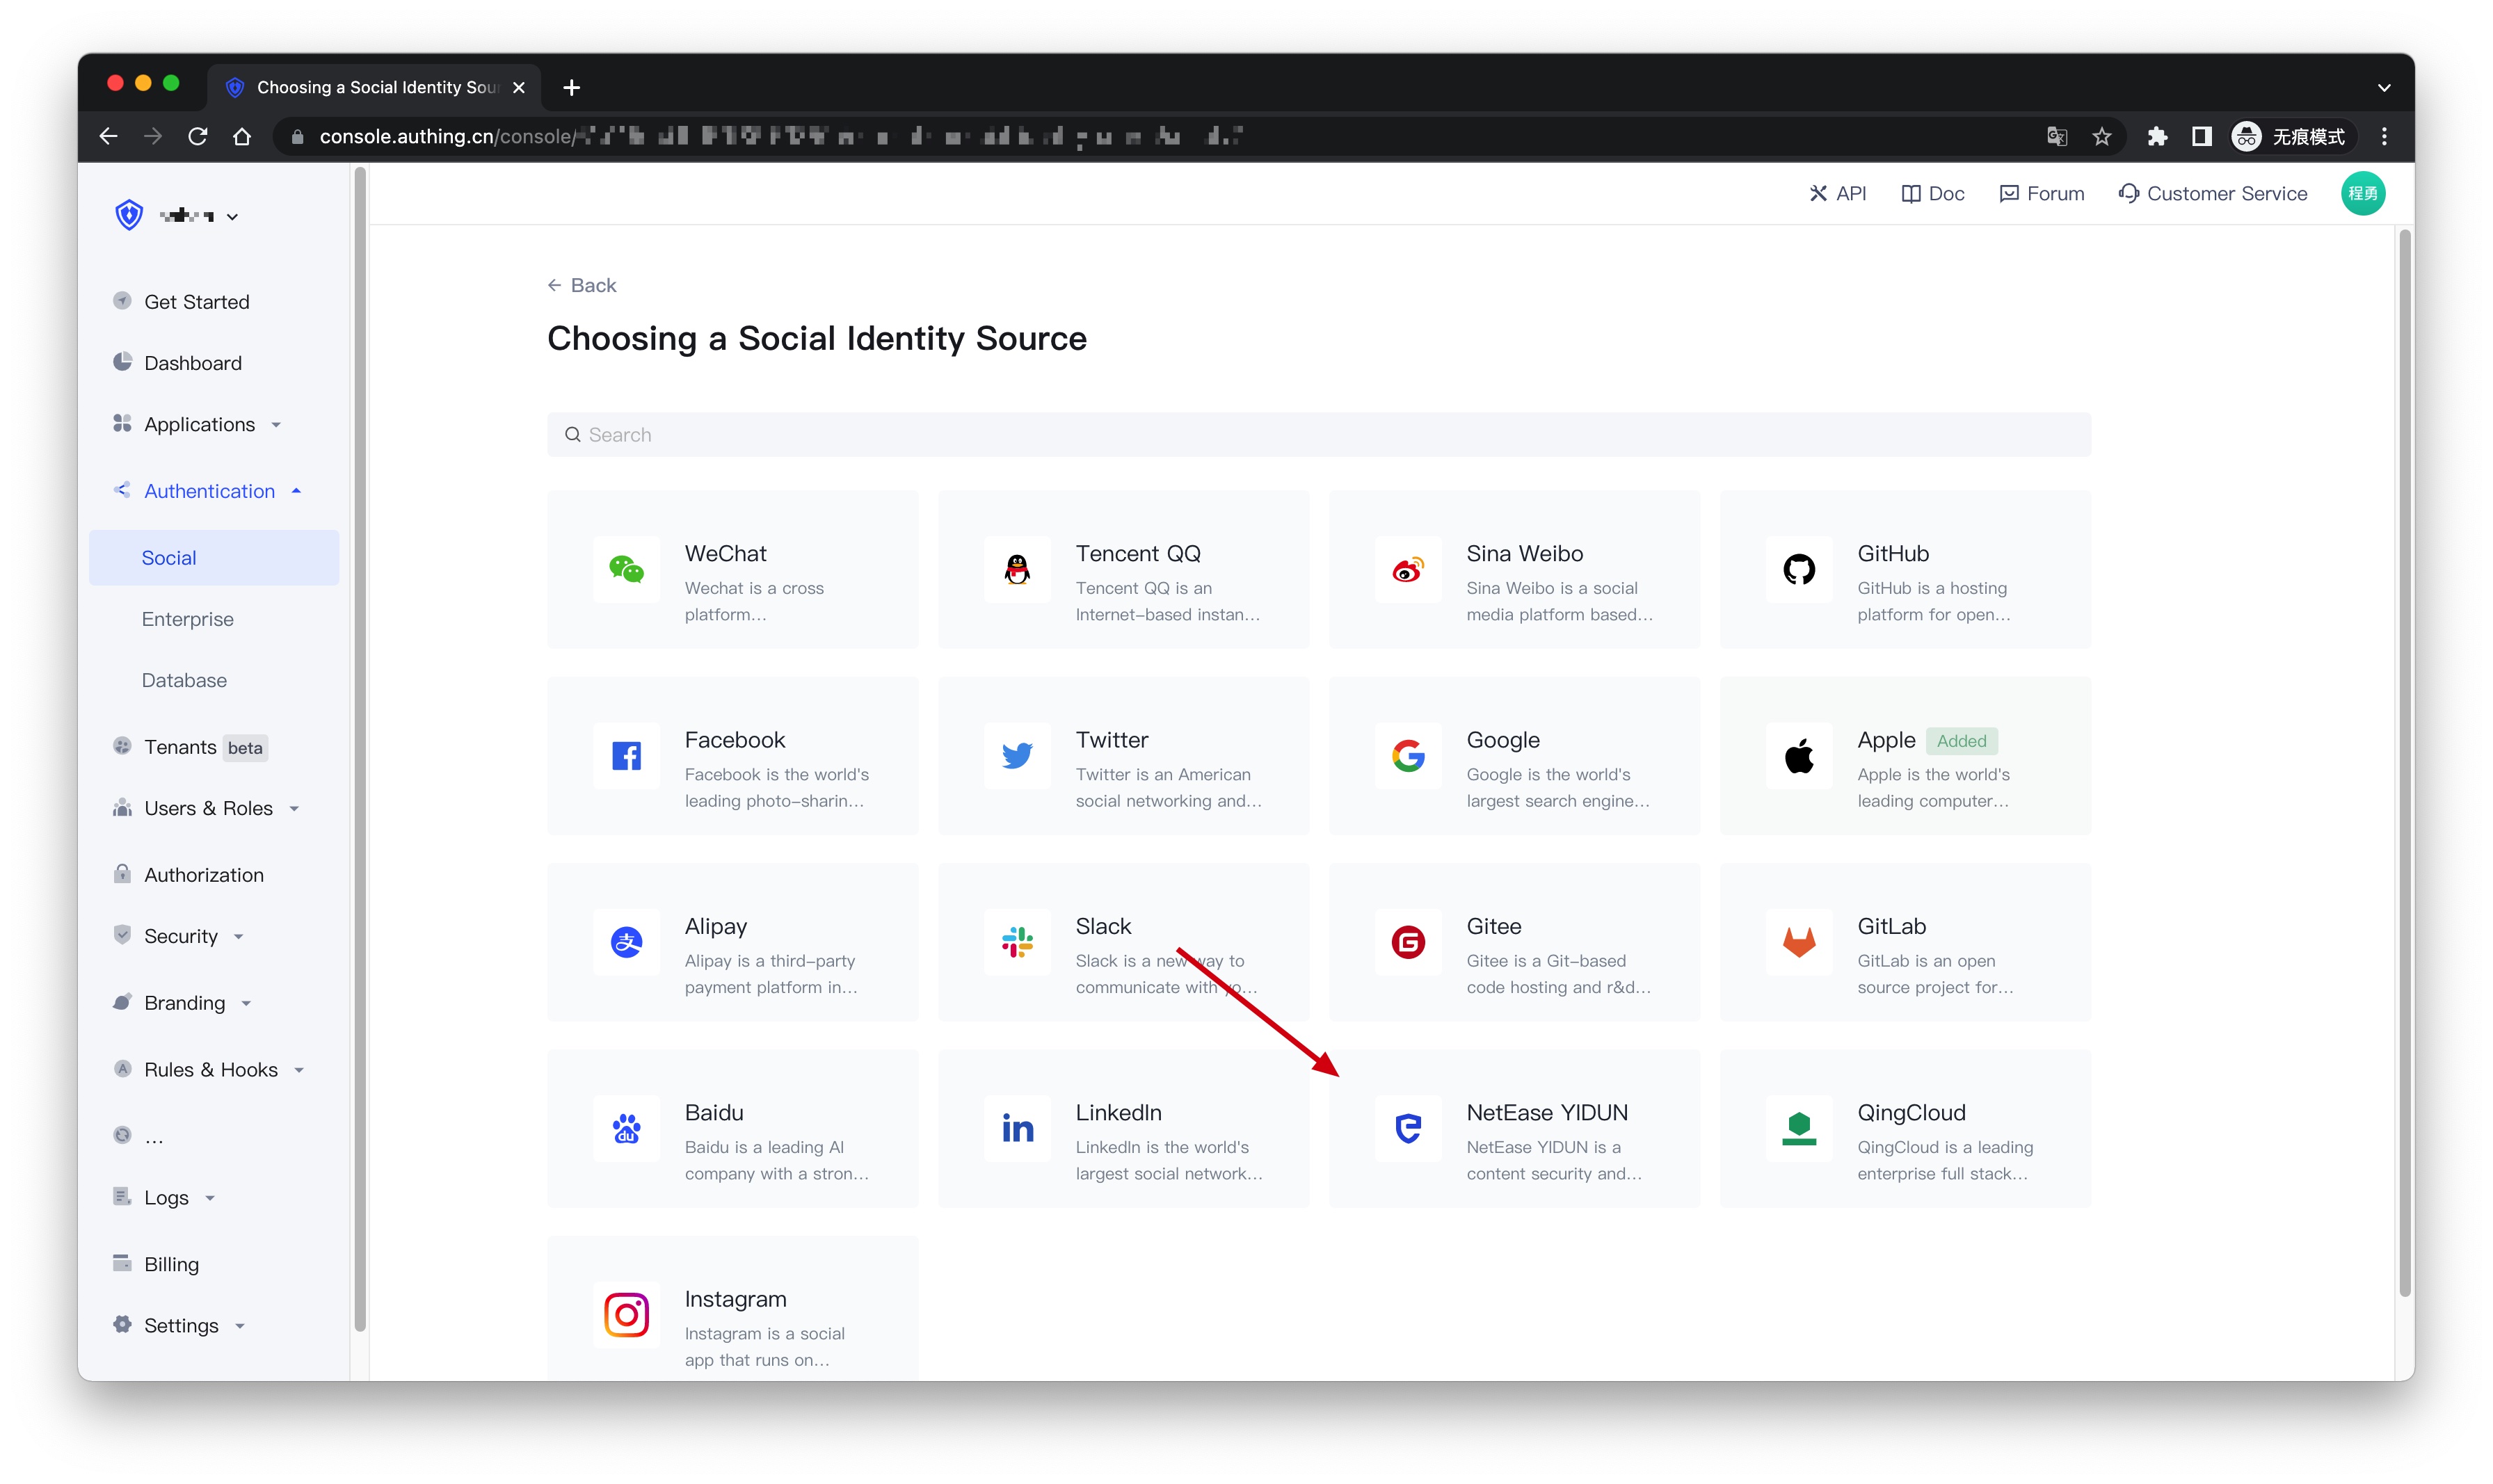 Choosing a Social Identity Sou
console.authing.cn/console/
无痕模式
API
Doc
Forum
Customer Service
程勇
Get Started
Dashboard
Applications
Authentication
Social
Enterprise
Database
Tenants beta
Users & Roles
Authorization
Security
Branding
Rules & Hooks
...
Logs
Billing
Settings
Back
Choosing a Social Identity Source
Search
WeChat
Wechat is a cross
platform...
Tencent QQ
Tencent QQ is an
Internet-based instan...
Sina Weibo
Sina Weibo is a social
media platform based...
GitHub
GitHub is a hosting
platform for open...
Facebook
Facebook is the world's
leading photo-sharin...
Twitter
Twitter is an American
social networking and...
Google
Google is the world's
largest search engine...
Apple Added
Apple is the world's
leading computer...
Alipay
Alipay is a third-party
payment platform in...
Slack
Slack is a new way to
communicate with yo...
Gitee
Gitee is a Git-based
code hosting and r&d...
GitLab
GitLab is an open
source project for...
Baidu
Baidu is a leading AI
company with a stron...
LinkedIn
LinkedIn is the world's
largest social network...
NetEase YIDUN
NetEase YIDUN is a
content security and...
QingCloud
QingCloud is a leading
enterprise full stack...
Instagram
Instagram is a social
app that runs on...